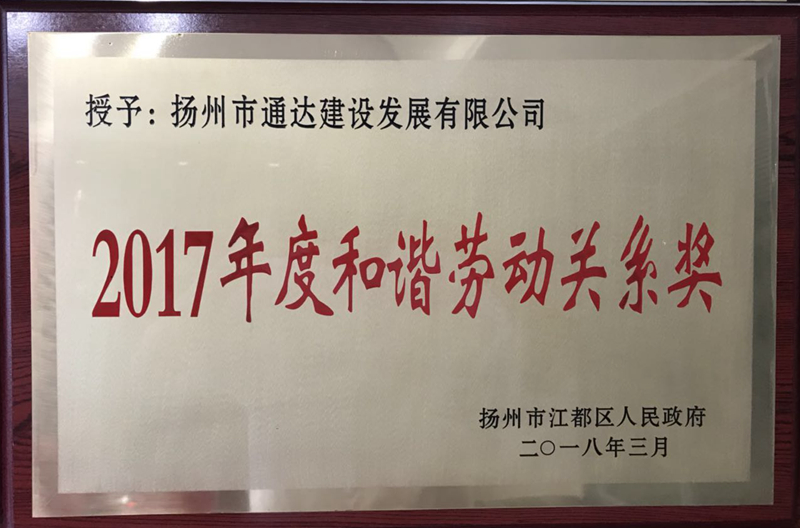 授予：扬州市通达建设发展有限公司
2017年度和谐劳动关系奖
扬州市江都区人民政府
二〇一八年三月